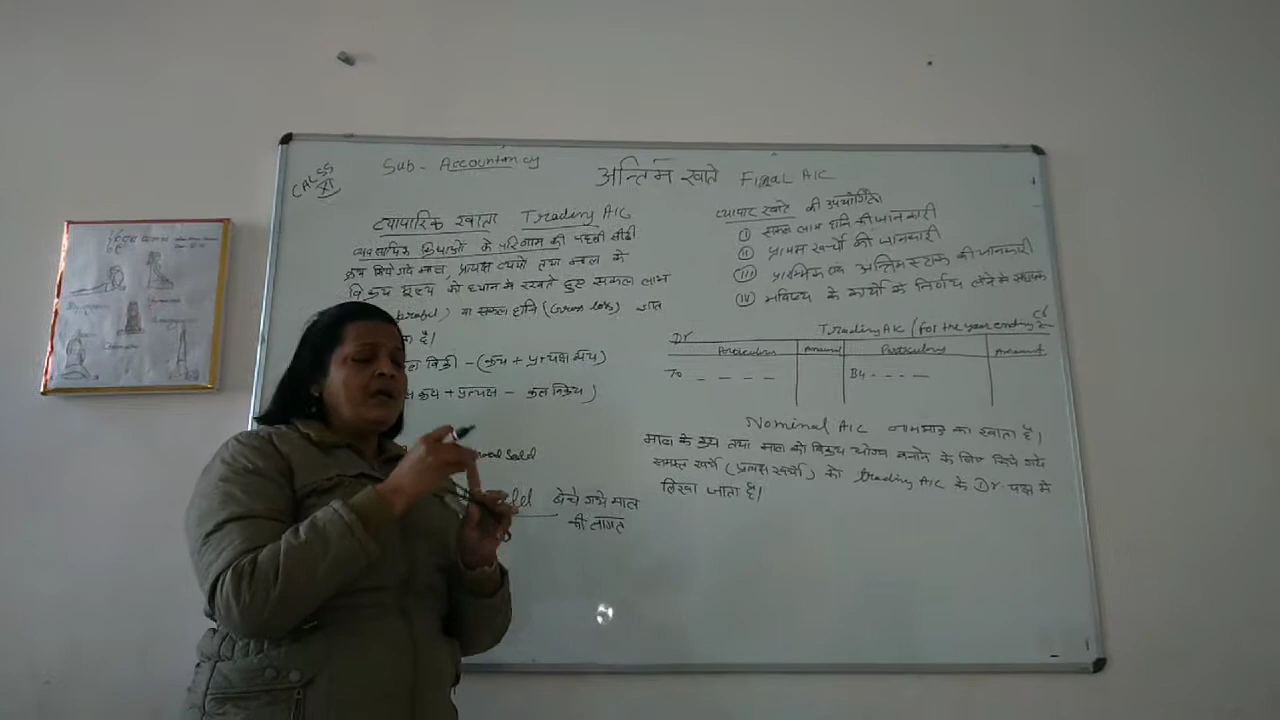 CLASS
XI
Sub - Accountancy
अन्तिम खाते Final A/C
व्यापारिक खाता Trading A/C
व्यवसायिक क्रियाओं के परिणाम की पहली सीढी
क्रय किये गये माल, प्रत्यक्ष व्ययो तथा माल के
विक्रय मूल्य को ध्यान मे रखते हुए सकल लाभ
या सकल हानि (Gross loss) ज्ञात
है।
बिक्री - (क्रय + प्रत्यक्ष व्यय)
क्रय + प्रत्यक्ष - कुल विक्रय)
Sold
बेचे गये माल
की लागत
व्यापार खाते की उपयोगिता
I सकल लाभ हानि की जानकारी
II प्रत्यक्ष खर्चो की जानकारी
III प्रारम्भिक एवं अन्तिम स्टाक की जानकारी
IV भविष्य के कार्यो के निर्णय लेने मे सहायक
Trading A/C (for the year ending
Dr Cr
Particulars Amount Particulars Amount
To - - - - By - - - -
Nominal A/C नाममात्र का खाता है।
माल के क्रय तथा माल को विक्रय योग्य बनाने के लिए किये गये
समस्त खर्चे (प्रत्यक्ष खर्चो) को trading A/C के Dr पक्ष मे
लिखा जाता है।